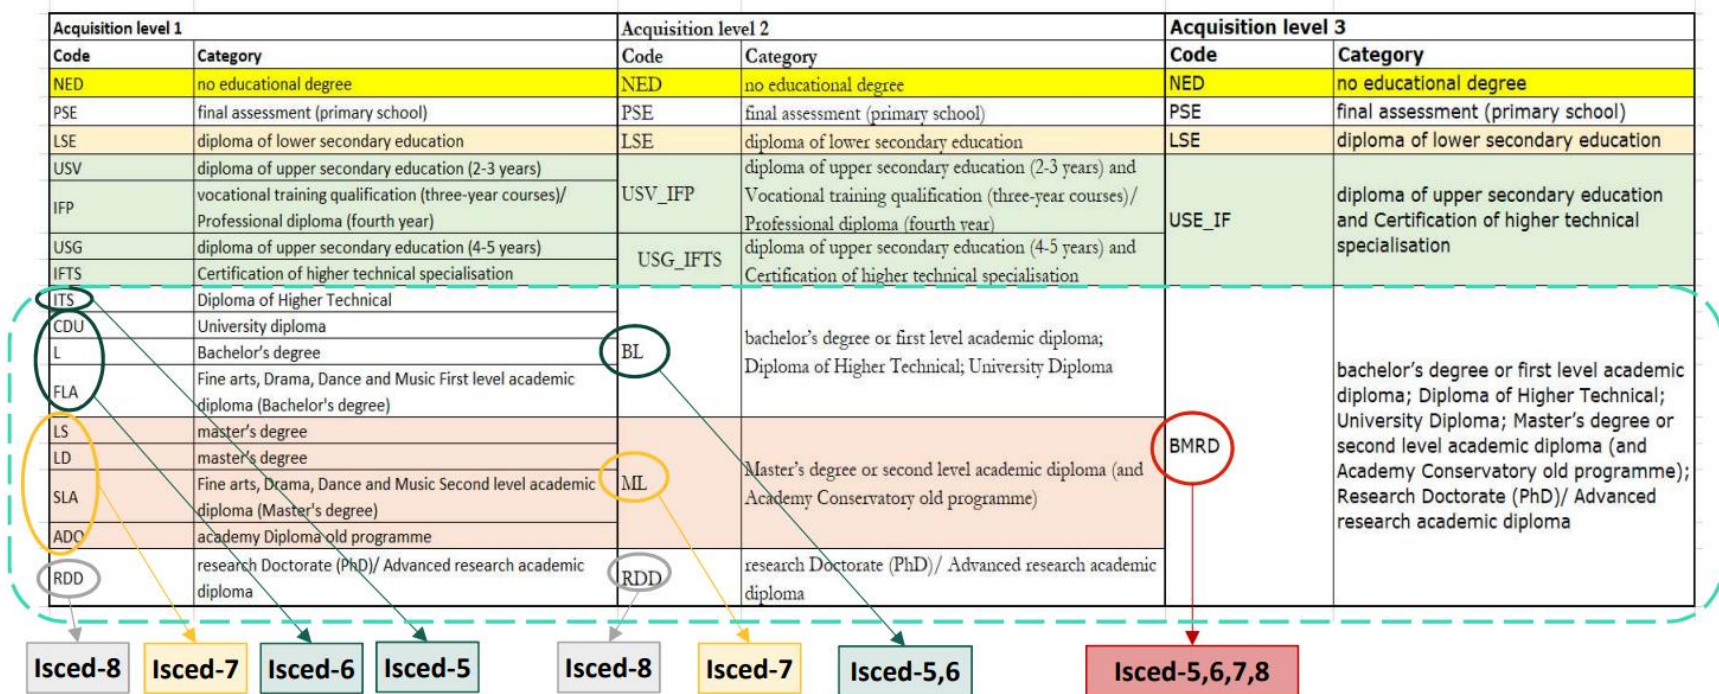 Acquisition level 1 Acquisition level 2 Acquisition level 3
Code Category Code Category Code Category
NED no educational degree NED no educational degree NED no educational degree
PSE final assessment (primary school) PSE final assessment (primary school) PSE final assessment (primary school)
LSE diploma of lower secondary education LSE diploma of lower secondary education LSE diploma of lower secondary education
USV diploma of upper secondary education (2-3 years)
IFP vocational training qualification (three-year courses)/
Professional diploma (fourth year)
USG diploma of upper secondary education (4-5 years)
IFTS Certification of higher technical specialisation
USV_IFP diploma of upper secondary education (2-3 years) and
Vocational training qualification (three-year courses)/
Professional diploma (fourth year)
USG_IFTS diploma of upper secondary education (4-5 years) and
Certification of higher technical specialisation
USE_IF diploma of upper secondary education
and Certification of higher technical
specialisation
ITS Diploma of Higher Technical
CDU University diploma
L Bachelor's degree
FLA Fine arts, Drama, Dance and Music First level academic
diploma (Bachelor's degree)
LS master's degree
LD master's degree
SLA Fine arts, Drama, Dance and Music Second level academic
diploma (Master's degree)
ADO academy Diploma old programme
RDD research Doctorate (PhD)/ Advanced research academic
diploma
BL bachelor's degree or first level academic diploma;
Diploma of Higher Technical; University Diploma
ML Master's degree or second level academic diploma (and
Academy Conservatory old programme)
RDD research Doctorate (PhD)/ Advanced research academic
diploma
BMRD bachelor's degree or first level academic
diploma; Diploma of Higher Technical;
University Diploma; Master's degree or
second level academic diploma (and
Academy Conservatory old programme);
Research Doctorate (PhD)/ Advanced
research academic diploma
Isced-8 Isced-7 Isced-6 Isced-5 Isced-8 Isced-7 Isced-5,6 Isced-5,6,7,8